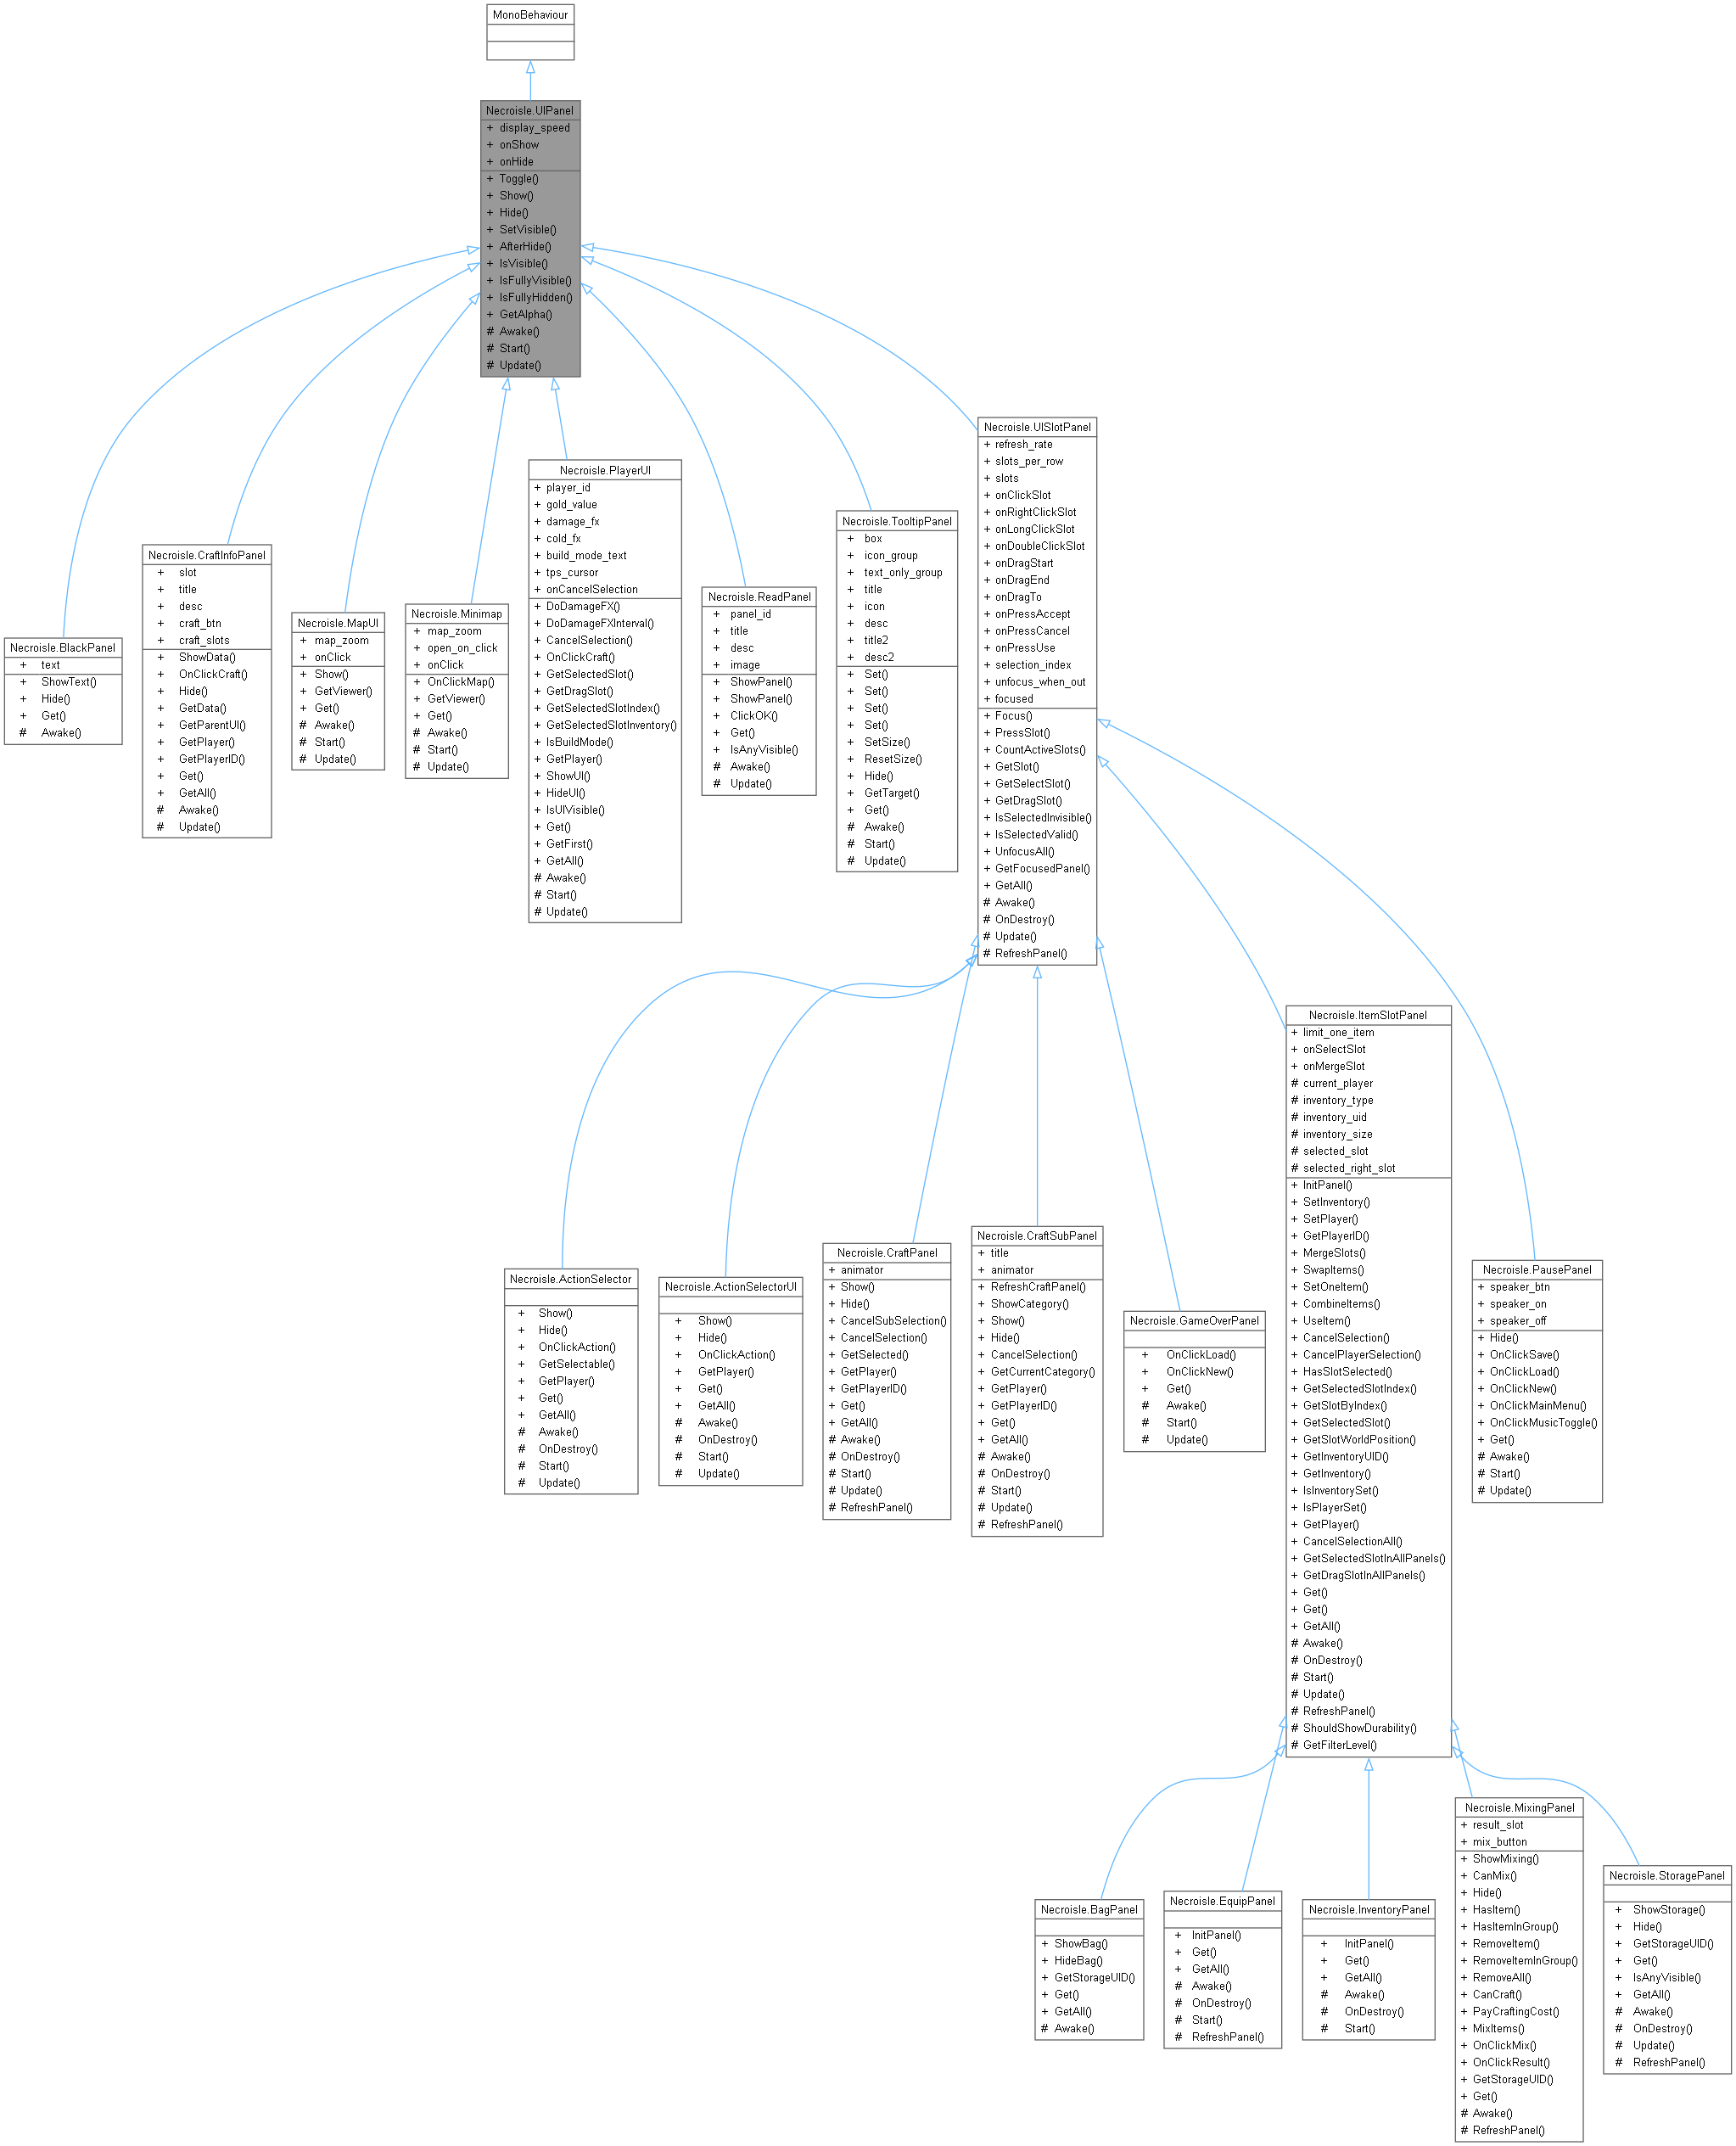 MonoBehaviour
Necroisle.UIPanel
+ display_speed
+ onShow
+ onHide
+ Toggle()
+ Show()
+ Hide()
+ SetVisible()
+ AfterHide()
+ IsVisible()
+ IsFullyVisible()
+ IsFullyHidden()
+ GetAlpha()
# Awake()
# Start()
# Update()
Necroisle.BlackPanel
+ text
+ ShowText()
+ Hide()
+ Get()
# Awake()
Necroisle.CraftInfoPanel
+ slot
+ title
+ desc
+ craft_btn
+ craft_slots
+ ShowData()
+ OnClickCraft()
+ Hide()
+ GetData()
+ GetParentUI()
+ GetPlayer()
+ GetPlayerID()
+ Get()
+ GetAll()
# Awake()
# Update()
Necroisle.MapUI
+ map_zoom
+ onClick
+ Show()
+ GetViewer()
+ Get()
# Awake()
# Start()
# Update()
Necroisle.Minimap
+ map_zoom
+ open_on_click
+ onClick
+ OnClickMap()
+ GetViewer()
+ Get()
# Awake()
# Start()
# Update()
Necroisle.PlayerUI
+ player_id
+ gold_value
+ damage_fx
+ cold_fx
+ build_mode_text
+ tps_cursor
+ onCancelSelection
+ DoDamageFX()
+ DoDamageFXInterval()
+ CancelSelection()
+ OnClickCraft()
+ GetSelectedSlot()
+ GetDragSlot()
+ GetSelectedSlotIndex()
+ GetSelectedSlotInventory()
+ IsBuildMode()
+ GetPlayer()
+ ShowUI()
+ HideUI()
+ IsUIVisible()
+ Get()
+ GetFirst()
+ GetAll()
# Awake()
# Start()
# Update()
Necroisle.ReadPanel
+ panel_id
+ title
+ desc
+ image
+ ShowPanel()
+ ShowPanel()
+ ClickOK()
+ Get()
+ IsAnyVisible()
# Awake()
# Update()
Necroisle.TooltipPanel
+ box
+ icon_group
+ text_only_group
+ title
+ icon
+ desc
+ title2
+ desc2
+ Set()
+ Set()
+ Set()
+ Set()
+ SetSize()
+ ResetSize()
+ Hide()
+ GetTarget()
+ Get()
# Awake()
# Start()
# Update()
Necroisle.UISlotPanel
+ refresh_rate
+ slots_per_row
+ slots
+ onClickSlot
+ onRightClickSlot
+ onLongClickSlot
+ onDoubleClickSlot
+ onDragStart
+ onDragEnd
+ onDragTo
+ onPressAccept
+ onPressCancel
+ onPressUse
+ selection_index
+ unfocus_when_out
+ focused
+ Focus()
+ PressSlot()
+ CountActiveSlots()
+ GetSlot()
+ GetSelectSlot()
+ GetDragSlot()
+ IsSelectedInvisible()
+ IsSelectedValid()
+ UnfocusAll()
+ GetFocusedPanel()
+ GetAll()
# Awake()
# OnDestroy()
# Update()
# RefreshPanel()
Necroisle.ActionSelector
+ Show()
+ Hide()
+ OnClickAction()
+ GetSelectable()
+ GetPlayer()
+ Get()
+ GetAll()
# Awake()
# OnDestroy()
# Start()
# Update()
Necroisle.ActionSelectorUI
+ Show()
+ Hide()
+ OnClickAction()
+ GetPlayer()
+ Get()
+ GetAll()
# Awake()
# OnDestroy()
# Start()
# Update()
Necroisle.CraftPanel
+ animator
+ Show()
+ Hide()
+ CancelSubSelection()
+ CancelSelection()
+ GetSelected()
+ GetPlayer()
+ GetPlayerID()
+ Get()
+ GetAll()
# Awake()
# OnDestroy()
# Start()
# Update()
# RefreshPanel()
Necroisle.CraftSubPanel
+ title
+ animator
+ RefreshCraftPanel()
+ ShowCategory()
+ Show()
+ Hide()
+ CancelSelection()
+ GetCurrentCategory()
+ GetPlayer()
+ GetPlayerID()
+ Get()
+ GetAll()
# Awake()
# OnDestroy()
# Start()
# Update()
# RefreshPanel()
Necroisle.GameOverPanel
+ OnClickLoad()
+ OnClickNew()
+ Get()
# Awake()
# Start()
# Update()
Necroisle.ItemSlotPanel
+ limit_one_item
+ onSelectSlot
+ onMergeSlot
# current_player
# inventory_type
# inventory_uid
# inventory_size
# selected_slot
# selected_right_slot
+ InitPanel()
+ SetInventory()
+ SetPlayer()
+ GetPlayerID()
+ MergeSlots()
+ SwapItems()
+ SetOneItem()
+ CombineItems()
+ UseItem()
+ CancelSelection()
+ CancelPlayerSelection()
+ HasSlotSelected()
+ GetSelectedSlotIndex()
+ GetSlotByIndex()
+ GetSelectedSlot()
+ GetSlotWorldPosition()
+ GetInventoryUID()
+ GetInventory()
+ IsInventorySet()
+ IsPlayerSet()
+ GetPlayer()
+ CancelSelectionAll()
+ GetSelectedSlotInAllPanels()
+ GetDragSlotInAllPanels()
+ Get()
+ Get()
+ GetAll()
# Awake()
# OnDestroy()
# Start()
# Update()
# RefreshPanel()
# ShouldShowDurability()
# GetFilterLevel()
Necroisle.PausePanel
+ speaker_btn
+ speaker_on
+ speaker_off
+ Hide()
+ OnClickSave()
+ OnClickLoad()
+ OnClickNew()
+ OnClickMainMenu()
+ OnClickMusicToggle()
+ Get()
# Awake()
# Start()
# Update()
Necroisle.BagPanel
+ ShowBag()
+ HideBag()
+ GetStorageUID()
+ Get()
+ GetAll()
# Awake()
Necroisle.EquipPanel
+ InitPanel()
+ Get()
+ GetAll()
# Awake()
# OnDestroy()
# Start()
# RefreshPanel()
Necroisle.InventoryPanel
+ InitPanel()
+ Get()
+ GetAll()
# Awake()
# OnDestroy()
# Start()
Necroisle.MixingPanel
+ result_slot
+ mix_button
+ ShowMixing()
+ CanMix()
+ Hide()
+ HasItem()
+ HasItemInGroup()
+ RemoveItem()
+ RemoveItemInGroup()
+ RemoveAll()
+ CanCraft()
+ PayCraftingCost()
+ MixItems()
+ OnClickMix()
+ OnClickResult()
+ GetStorageUID()
+ Get()
# Awake()
# RefreshPanel()
Necroisle.StoragePanel
+ ShowStorage()
+ Hide()
+ GetStorageUID()
+ Get()
+ IsAnyVisible()
+ GetAll()
# Awake()
# OnDestroy()
# Update()
# RefreshPanel()